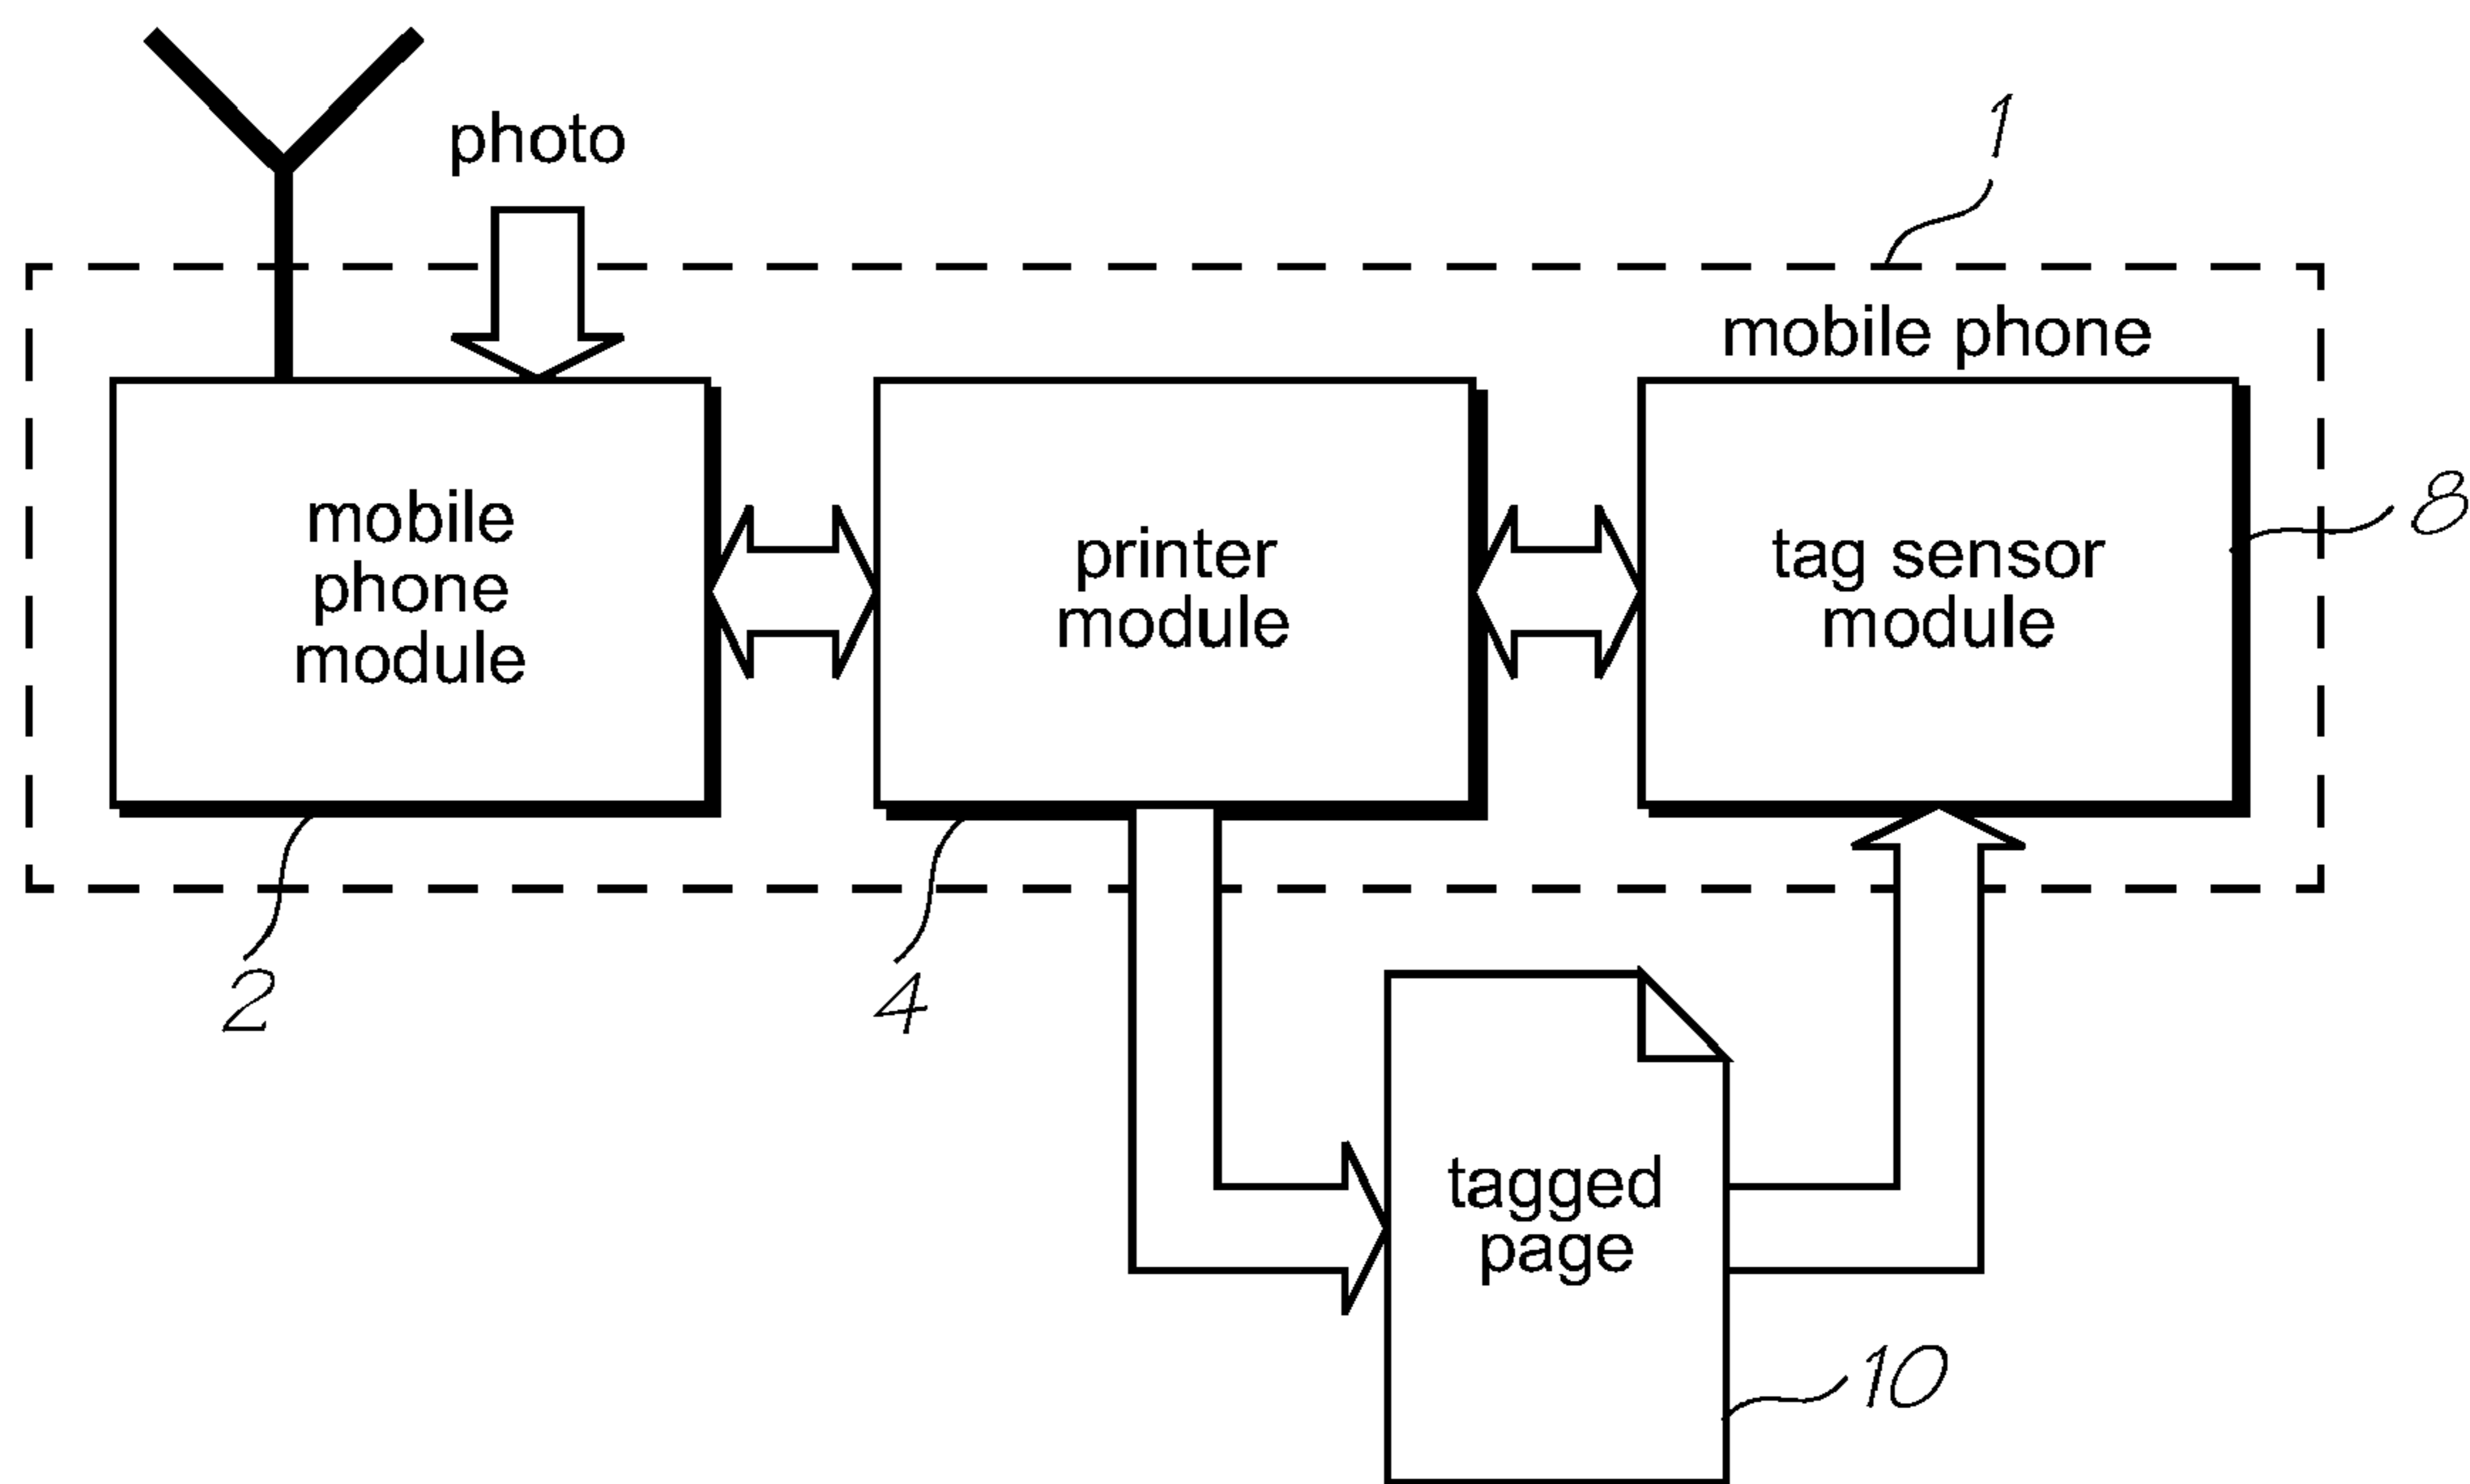 photo
1
mobile phone
mobile
phone
module
printer
module
tag sensor
module
8
2
4
tagged
page
10